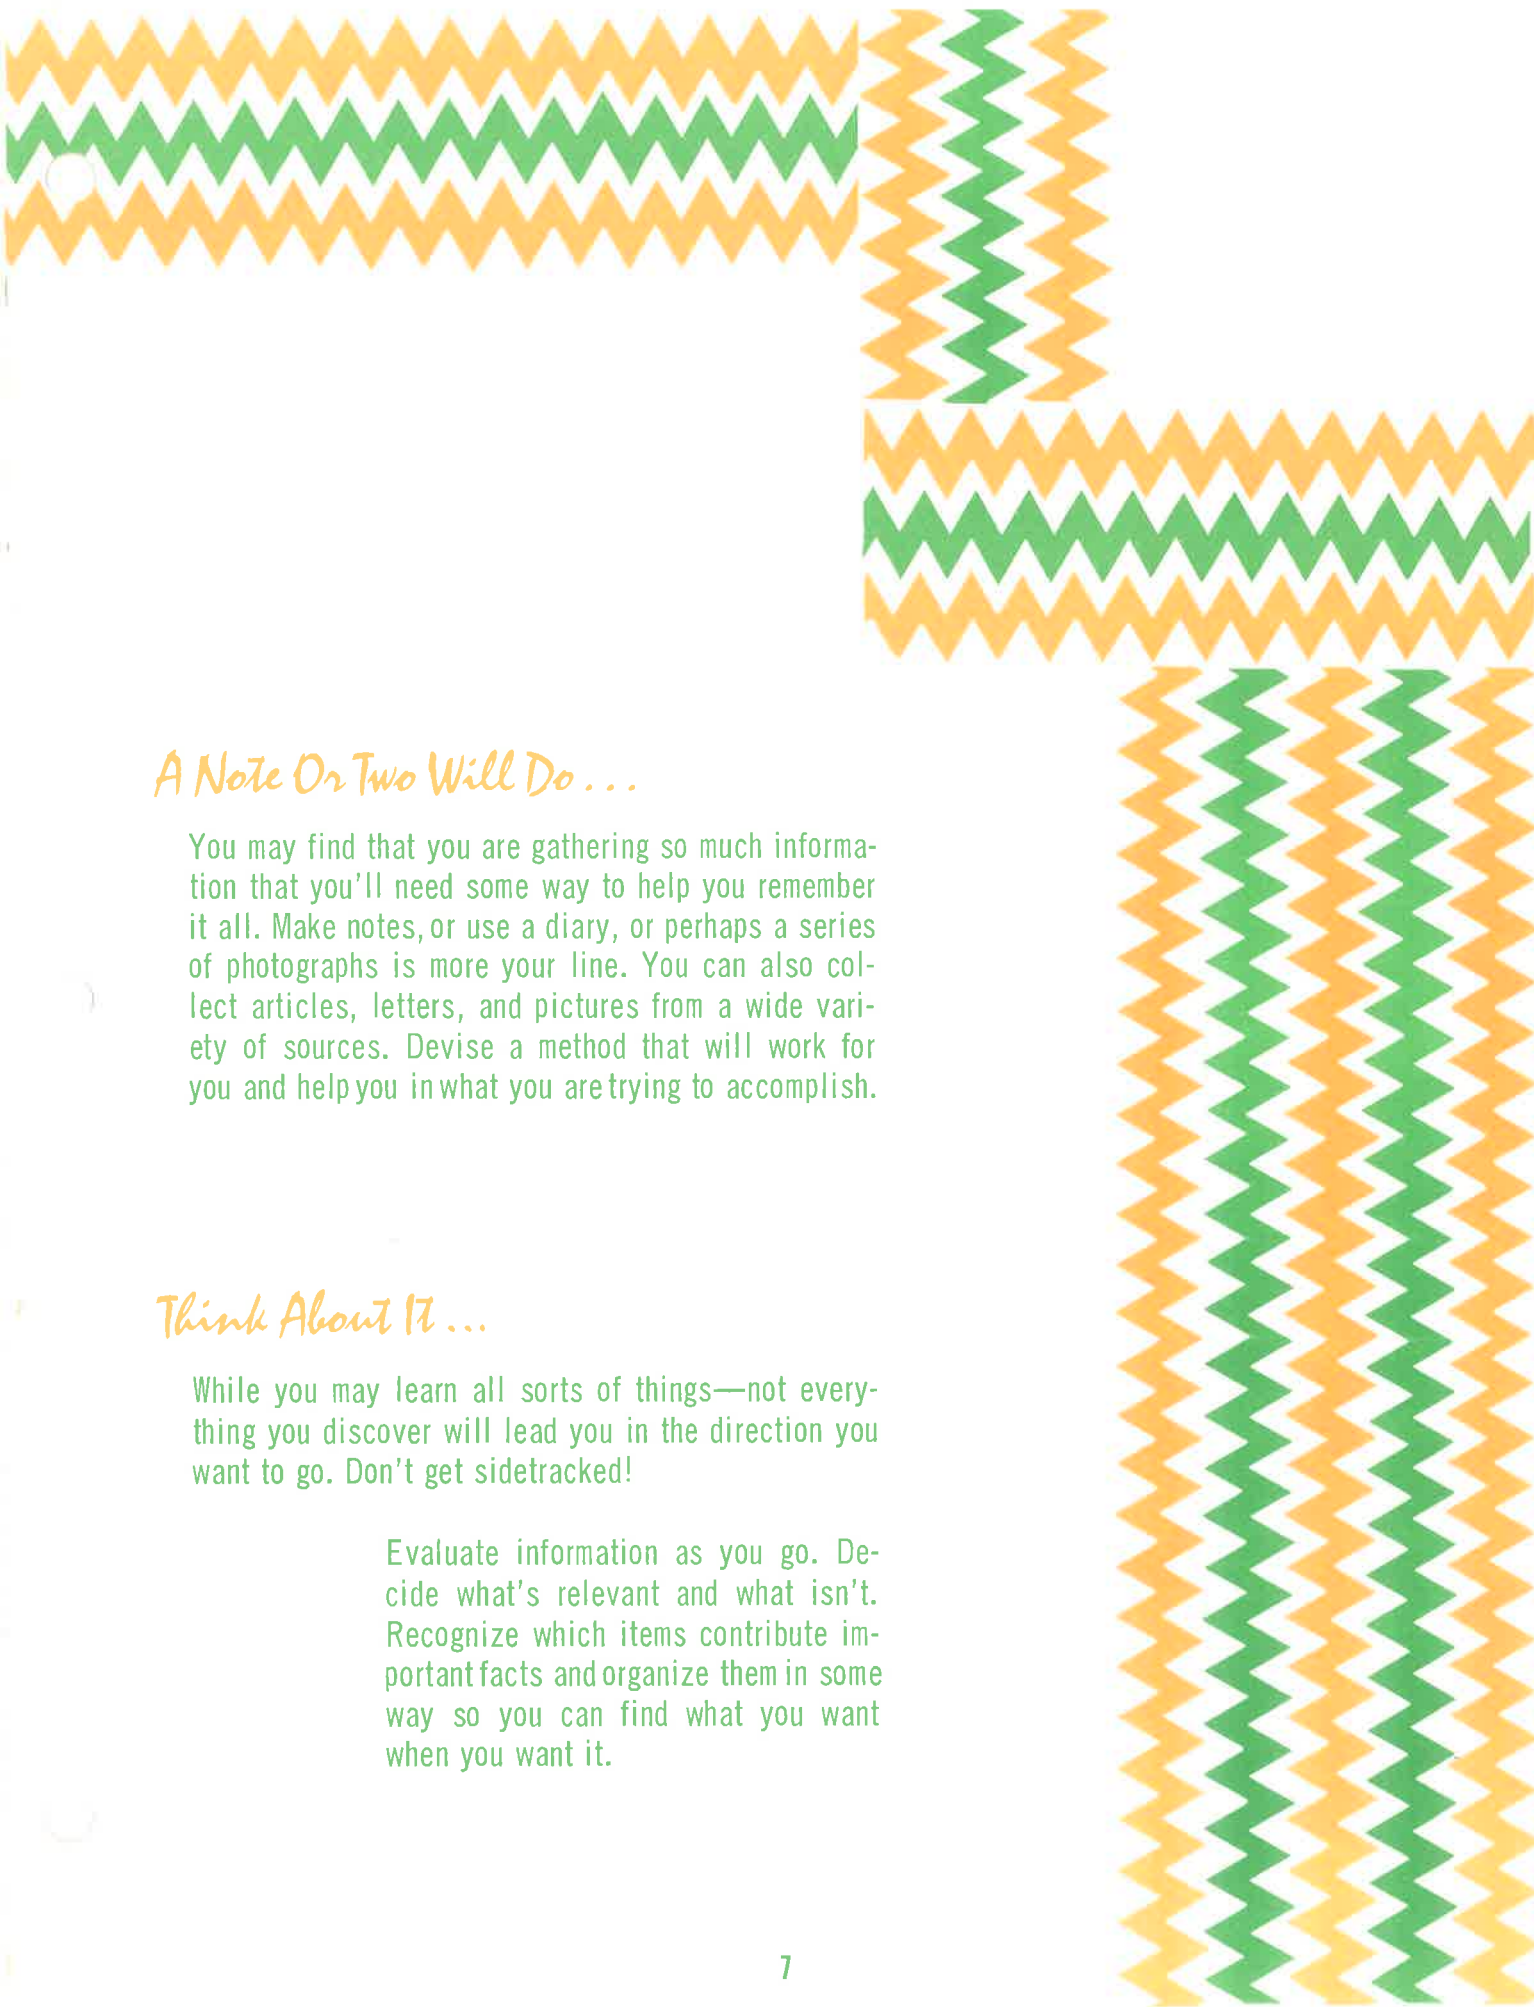 A Note Or Two Will Do . . .
You may find that you are gathering so much informa-
tion that you'll need some way to help you remember
it all. Make notes, or use a diary, or perhaps a series
of photographs is more your line. You can also col-
lect articles, letters, and pictures from a wide vari-
ety of sources. Devise a method that will work for
you and help you in what you are trying to accomplish.
Think About It . . .
While you may learn all sorts of things—not every-
thing you discover will lead you in the direction you
want to go. Don't get sidetracked!
Evaluate information as you go. De-
cide what's relevant and what isn't.
Recognize which items contribute im-
portant facts and organize them in some
way so you can find what you want
when you want it.
7